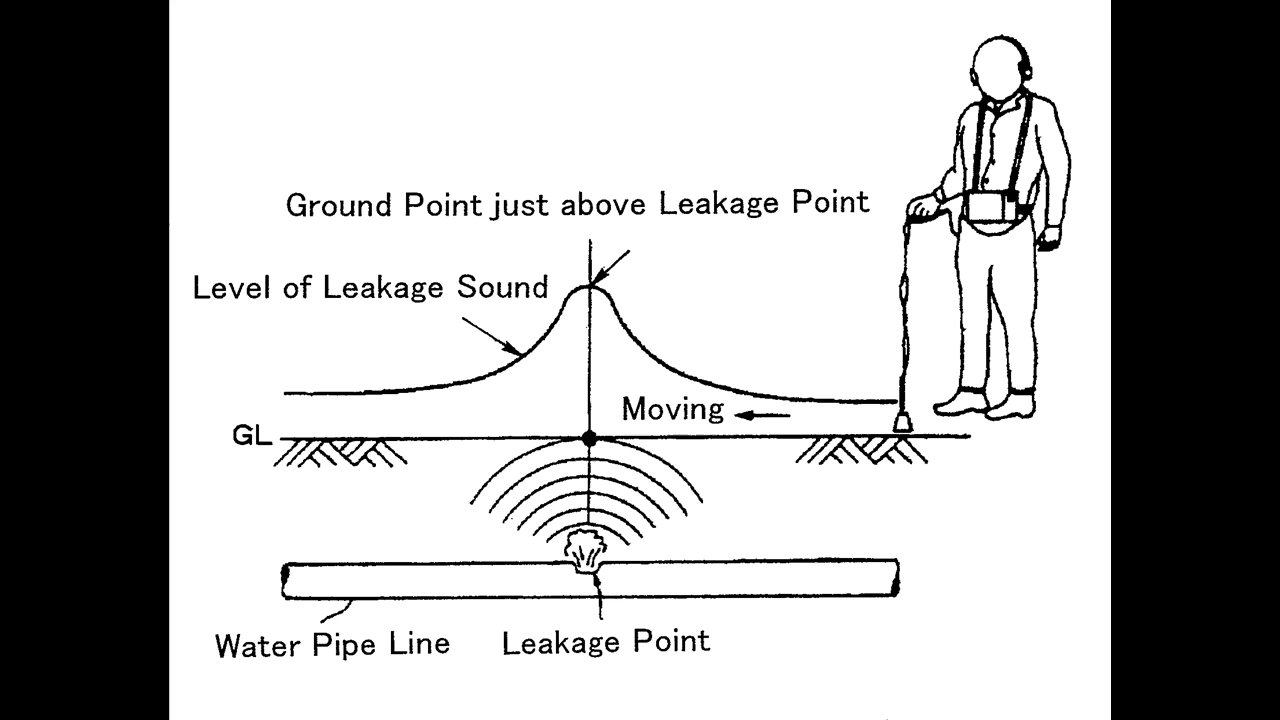 Ground Point just above Leakage Point
Level of Leakage Sound
Moving
GL
Water Pipe Line
Leakage Point